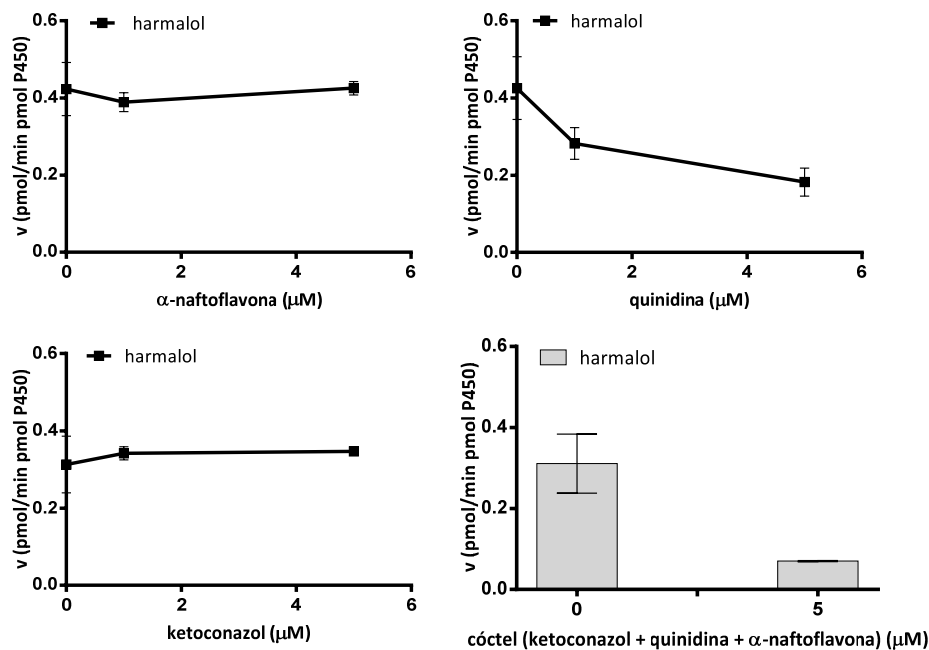 harmalol
v (pmol/min pmol P450)
0.6
0.4
0.2
0.0
0 2 4 6
α-naftoflavona (μM)
harmalol
v (pmol/min pmol P450)
0.6
0.4
0.2
0.0
0 2 4 6
quinidina (μM)
harmalol
v (pmol/min pmol P450)
0.6
0.4
0.2
0.0
0 2 4 6
ketoconazol (μM)
harmalol
v (pmol/min pmol P450)
0.6
0.4
0.2
0.0
0 5
cóctel (ketoconazol + quinidina + α-naftoflavona) (μM)